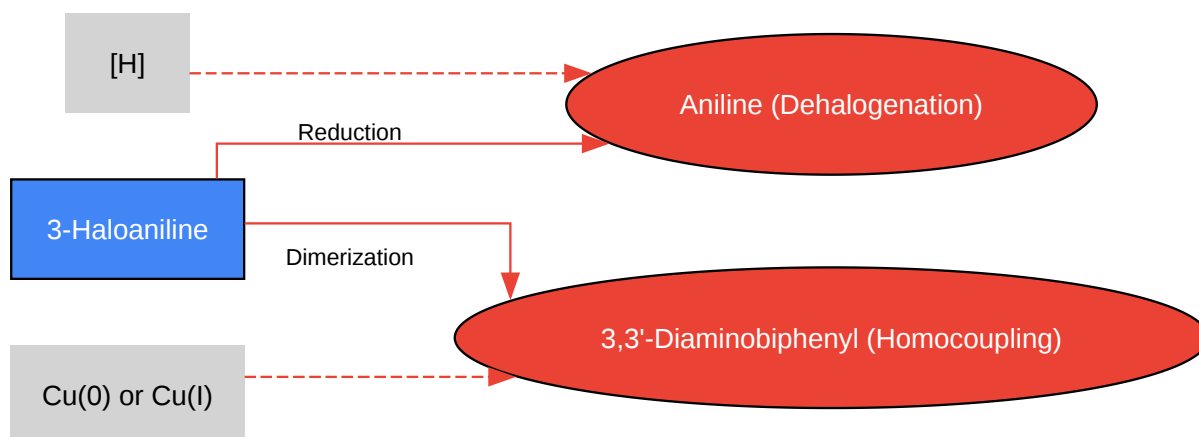 [H]
Aniline (Dehalogenation)
Reduction
3-Haloaniline
Dimerization
3,3'-Diaminobiphenyl (Homocoupling)
Cu(0) or Cu(I)